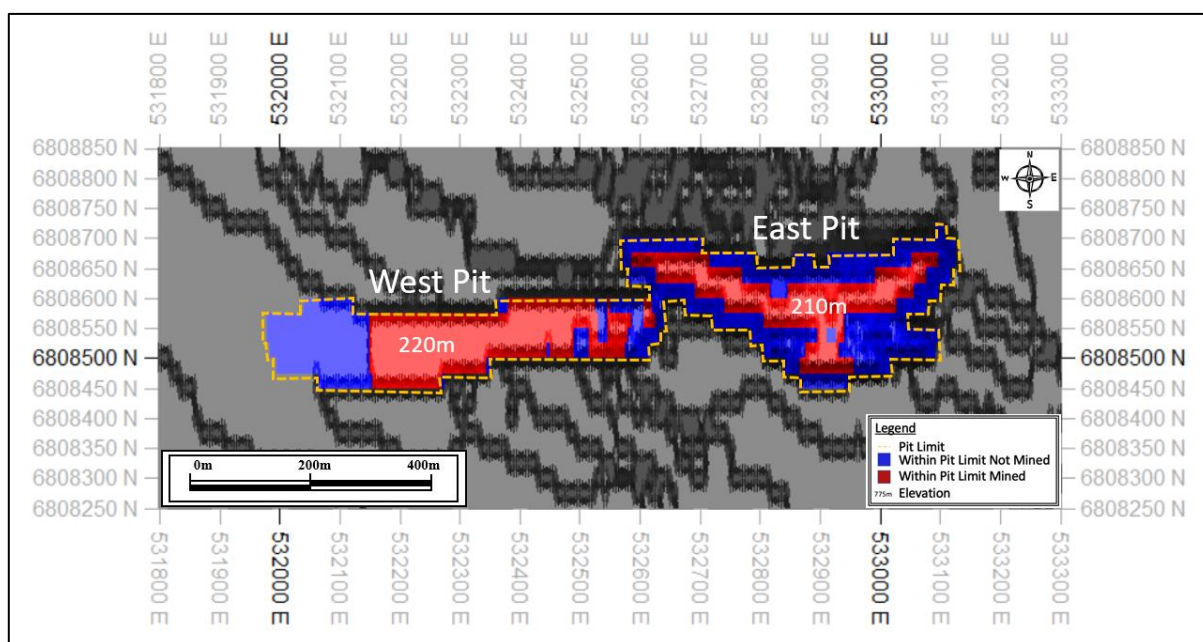 531800 E
531900 E
532000 E
532100 E
532200 E
532300 E
532400 E
532500 E
532600 E
532700 E
532800 E
532900 E
533000 E
533100 E
533200 E
533300 E
6808850 N
6808850 N
6808800 N
6808800 N
6808750 N
6808750 N
6808700 N
6808700 N
6808650 N
6808650 N
6808600 N
6808600 N
6808550 N
6808550 N
6808500 N
6808500 N
6808450 N
6808450 N
6808400 N
6808400 N
6808350 N
6808350 N
6808300 N
6808300 N
6808250 N
6808250 N
N
W
E
S
East Pit
West Pit
210m
220m
Legend
Pit Limit
Within Pit Limit Not Mined
Within Pit Limit Mined
775m Elevation
0m 200m 400m
531800 E
531900 E
532000 E
532100 E
532200 E
532300 E
532400 E
532500 E
532600 E
532700 E
532800 E
532900 E
533000 E
533100 E
533200 E
533300 E